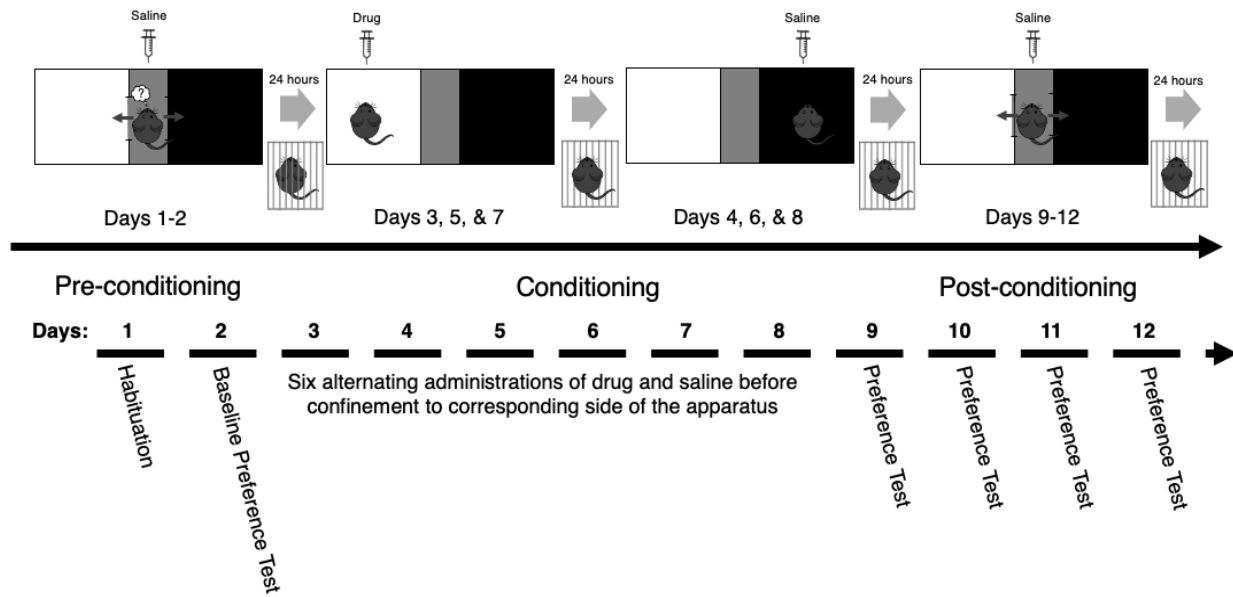 Saline
Drug
Saline
Saline
?
24 hours
24 hours
24 hours
24 hours
Days 1-2
Days 3, 5, & 7
Days 4, 6, & 8
Days 9-12
Pre-conditioning
Conditioning
Post-conditioning
Days: 1 2 3 4 5 6 7 8 9 10 11 12
Habituation
Baseline Preference Test
Six alternating administrations of drug and saline before
confinement to corresponding side of the apparatus
Preference Test
Preference Test
Preference Test
Preference Test